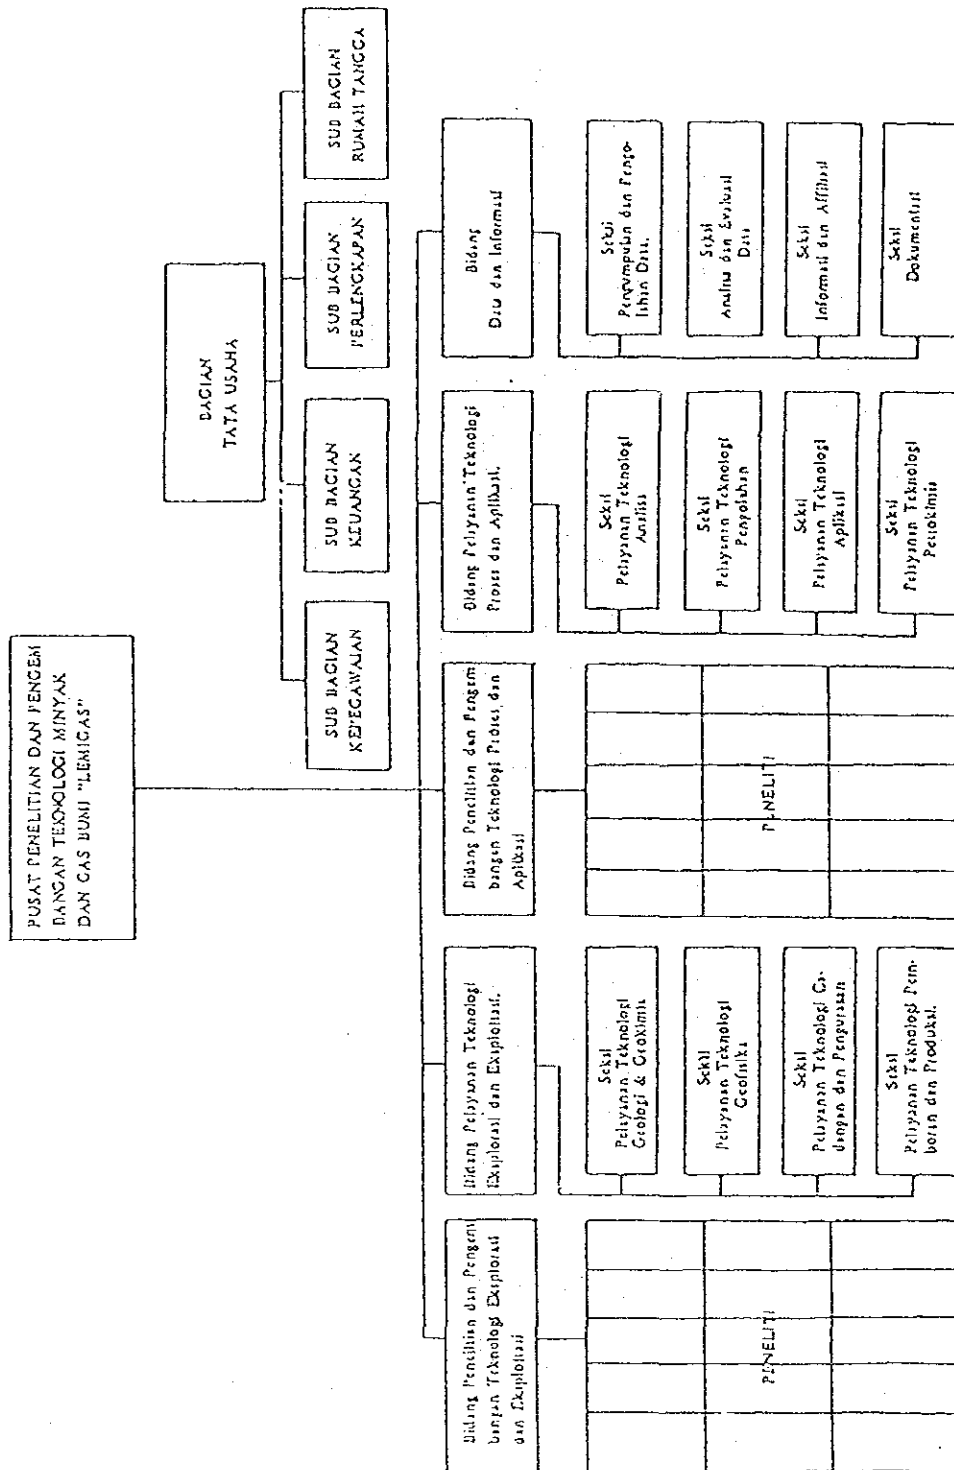 PUSAT PENELITIAN DAN PENGEM
BANGAN TEKNOLOGI MINYAK
DAN GAS BUMI "LEMIGAS"
BAGIAN
TATA USAHA
SUB BAGIAN
KEPEGAWAIAN
SUB BAGIAN
KEUANGAN
SUB BAGIAN
PERLENGKAPAN
SUB BAGIAN
RUMAH TANGGA
Bidang Penelitian dan Pengem
bangan Teknologi Eksplorasi
dan Eksploitasi
Bidang Pelayanan Teknologi
Eksplorasi dan Eksploitasi.
Bidang Penelitian dan Pengem
bangan Teknologi Proses dan
Aplikasi
Bidang Pelayanan Teknologi
Proses dan Aplikasi.
Bidang
Data dan Informasi
PENELITI
Seksi
Pelayanan Teknologi
Geologi & Geokimia
Seksi
Pelayanan Teknologi
Geofisika
Seksi
Pelayanan Teknologi Ca-
dangan dan Pengurasan
Seksi
Pelayanan Teknologi Pem-
boran dan Produksi.
PENELITI
Seksi
Pelayanan Teknologi
Analisa
Seksi
Pelayanan Teknologi
Pengolahan
Seksi
Pelayanan Teknologi
Aplikasi
Seksi
Pelayanan Teknologi
Petrokimia
Seksi
Pengumpulan dan Pengo-
lahan Data.
Seksi
Analisa dan Evaluasi
Data
Seksi
Informasi dan Affiliasi
Seksi
Dokumentasi